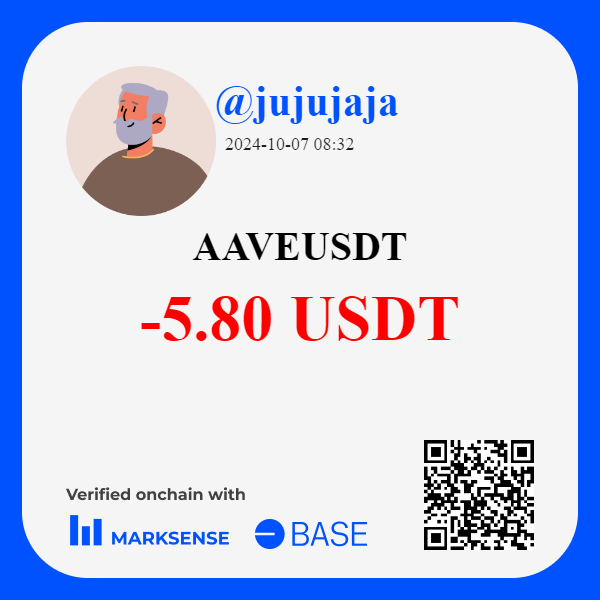 @jujujaja
2024-10-07 08:32
AAVEUSDT
-5.80 USDT
Verified onchain with
MARKSENSE
BASE